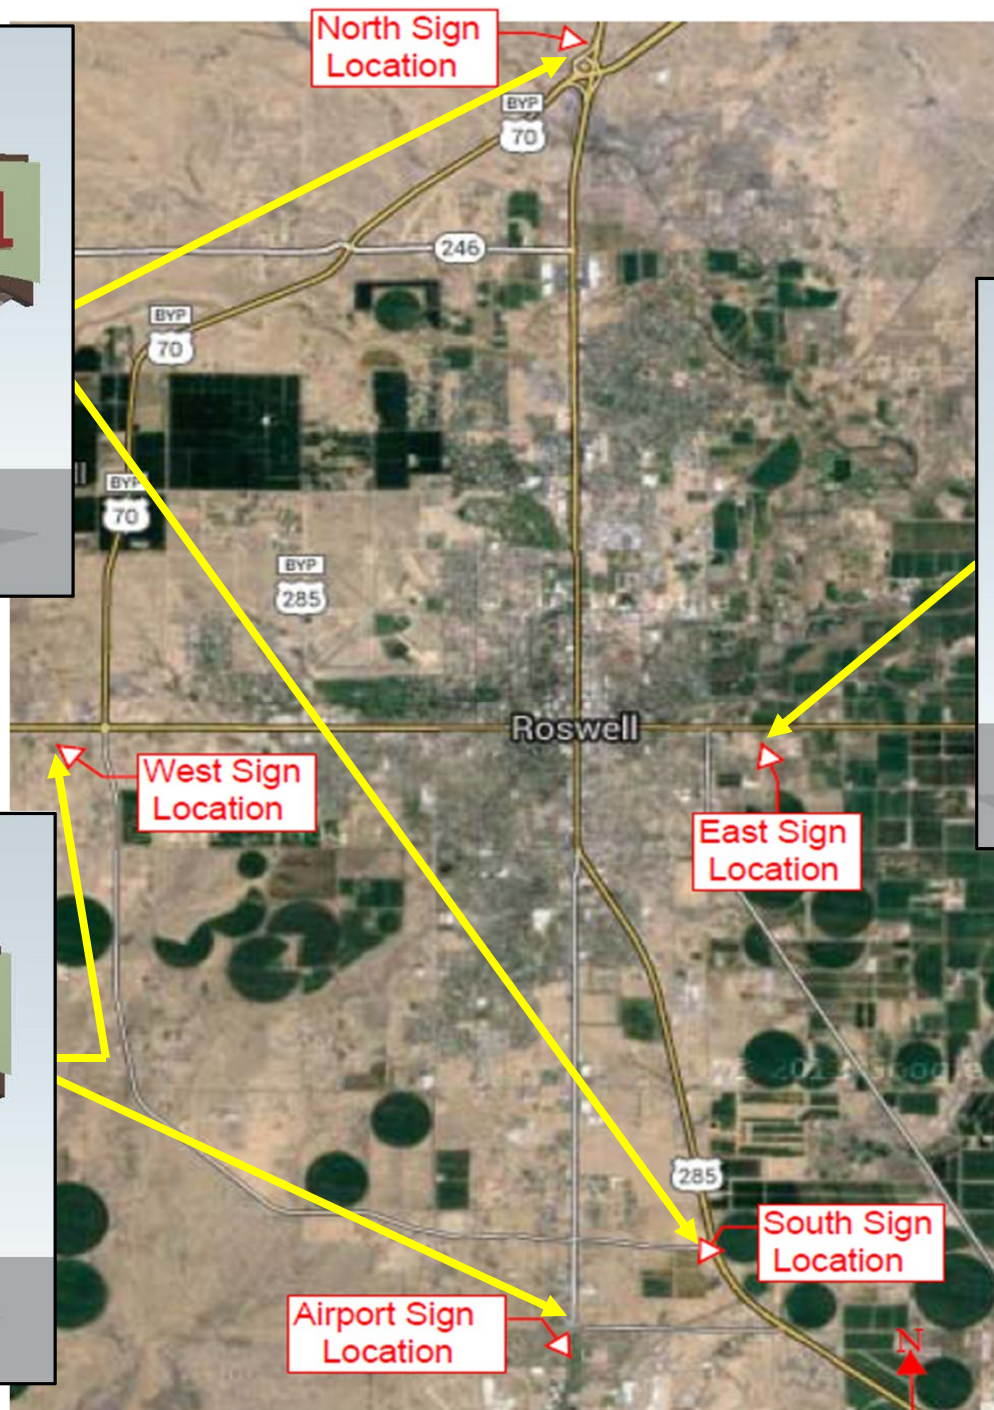 North Sign
Location
BYP
70
246
BYP
70
BYP
70
BYP
285
Roswell
West Sign
Location
East Sign
Location
285
South Sign
Location
Airport Sign
Location
N